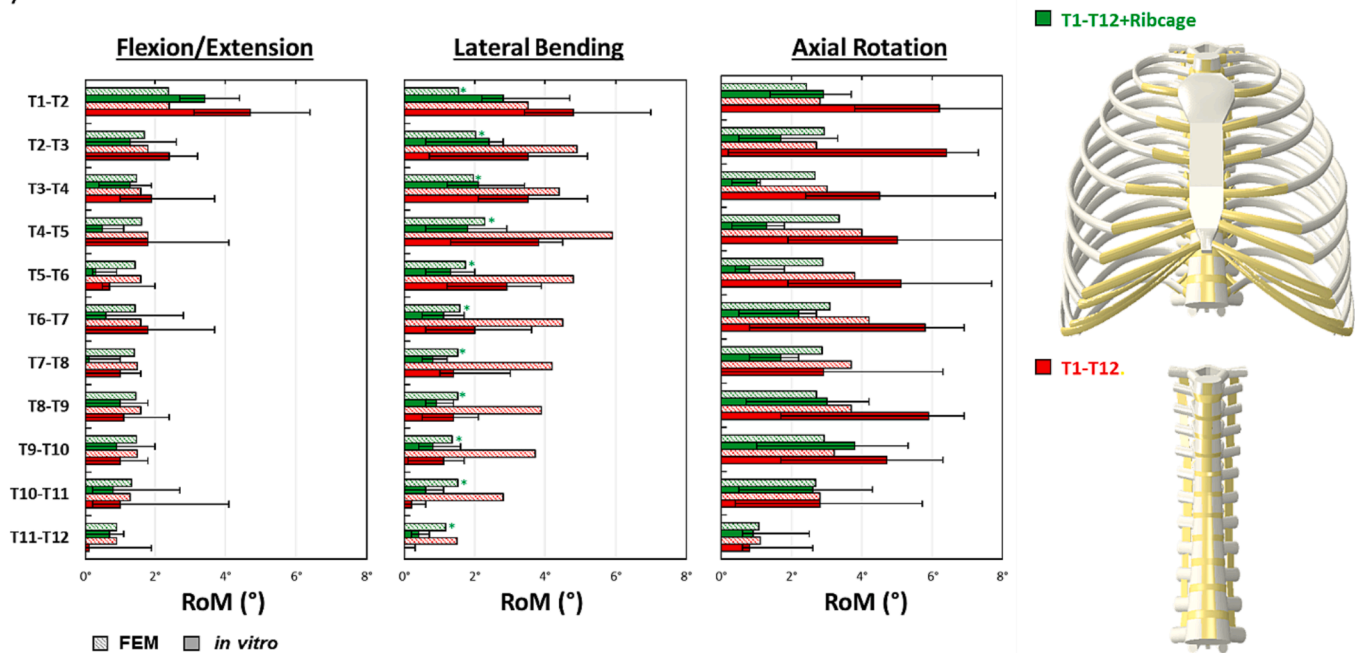 Flexion/Extension
Lateral Bending
Axial Rotation
T1-T12+Ribcage
T1-T2
T2-T3
T3-T4
T4-T5
T5-T6
T6-T7
T7-T8
T8-T9
T9-T10
T10-T11
T11-T12
* * * * * * * * * * *
T1-T12.
0° 2° 4° 6° 8°
0° 2° 4° 6° 8°
0° 2° 4° 6° 8°
RoM (°)
RoM (°)
RoM (°)
FEM in vitro